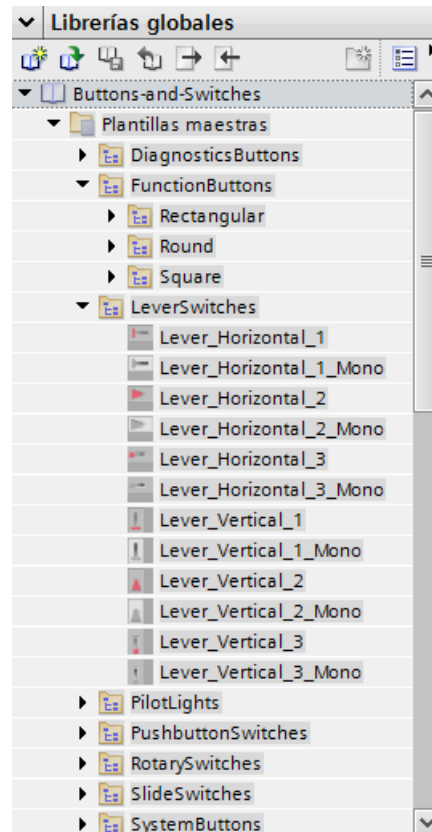 Librerías globales
Buttons-and-Switches
Plantillas maestras
DiagnosticsButtons
FunctionButtons
Rectangular
Round
Square
LeverSwitches
Lever_Horizontal_1
Lever_Horizontal_1_Mono
Lever_Horizontal_2
Lever_Horizontal_2_Mono
Lever_Horizontal_3
Lever_Horizontal_3_Mono
Lever_Vertical_1
Lever_Vertical_1_Mono
Lever_Vertical_2
Lever_Vertical_2_Mono
Lever_Vertical_3
Lever_Vertical_3_Mono
PilotLights
PushbuttonSwitches
RotarySwitches
SlideSwitches
SystemButtons